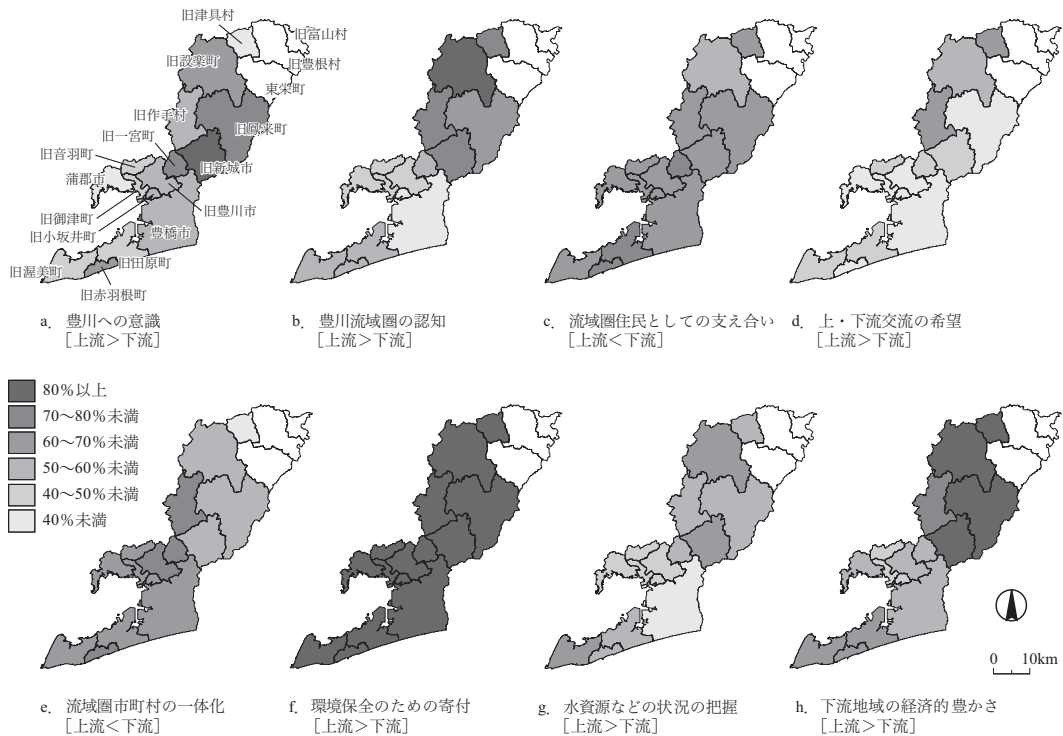 旧津具村
旧富山村
旧設楽町
旧豊根村
東栄町
旧作手村
旧鳳来町
旧一宮町
旧音羽町
旧新城市
蒲郡市
旧御津町
旧豊川市
旧小坂井町
豊橋市
旧渥美町
旧田原町
旧赤羽根町
a. 豊川への意識
[上流>下流]
b. 豊川流域圏の認知
[上流>下流]
c. 流域圏住民としての支え合い
[上流<下流]
d. 上・下流交流の希望
[上流>下流]
80%以上
70～80%未満
60～70%未満
50～60%未満
40～50%未満
40%未満
0 10km
e. 流域圏市町村の一体化
[上流<下流]
f. 環境保全のための寄付
[上流>下流]
g. 水資源などの状況の把握
[上流>下流]
h. 下流地域の経済的豊かさ
[上流>下流]